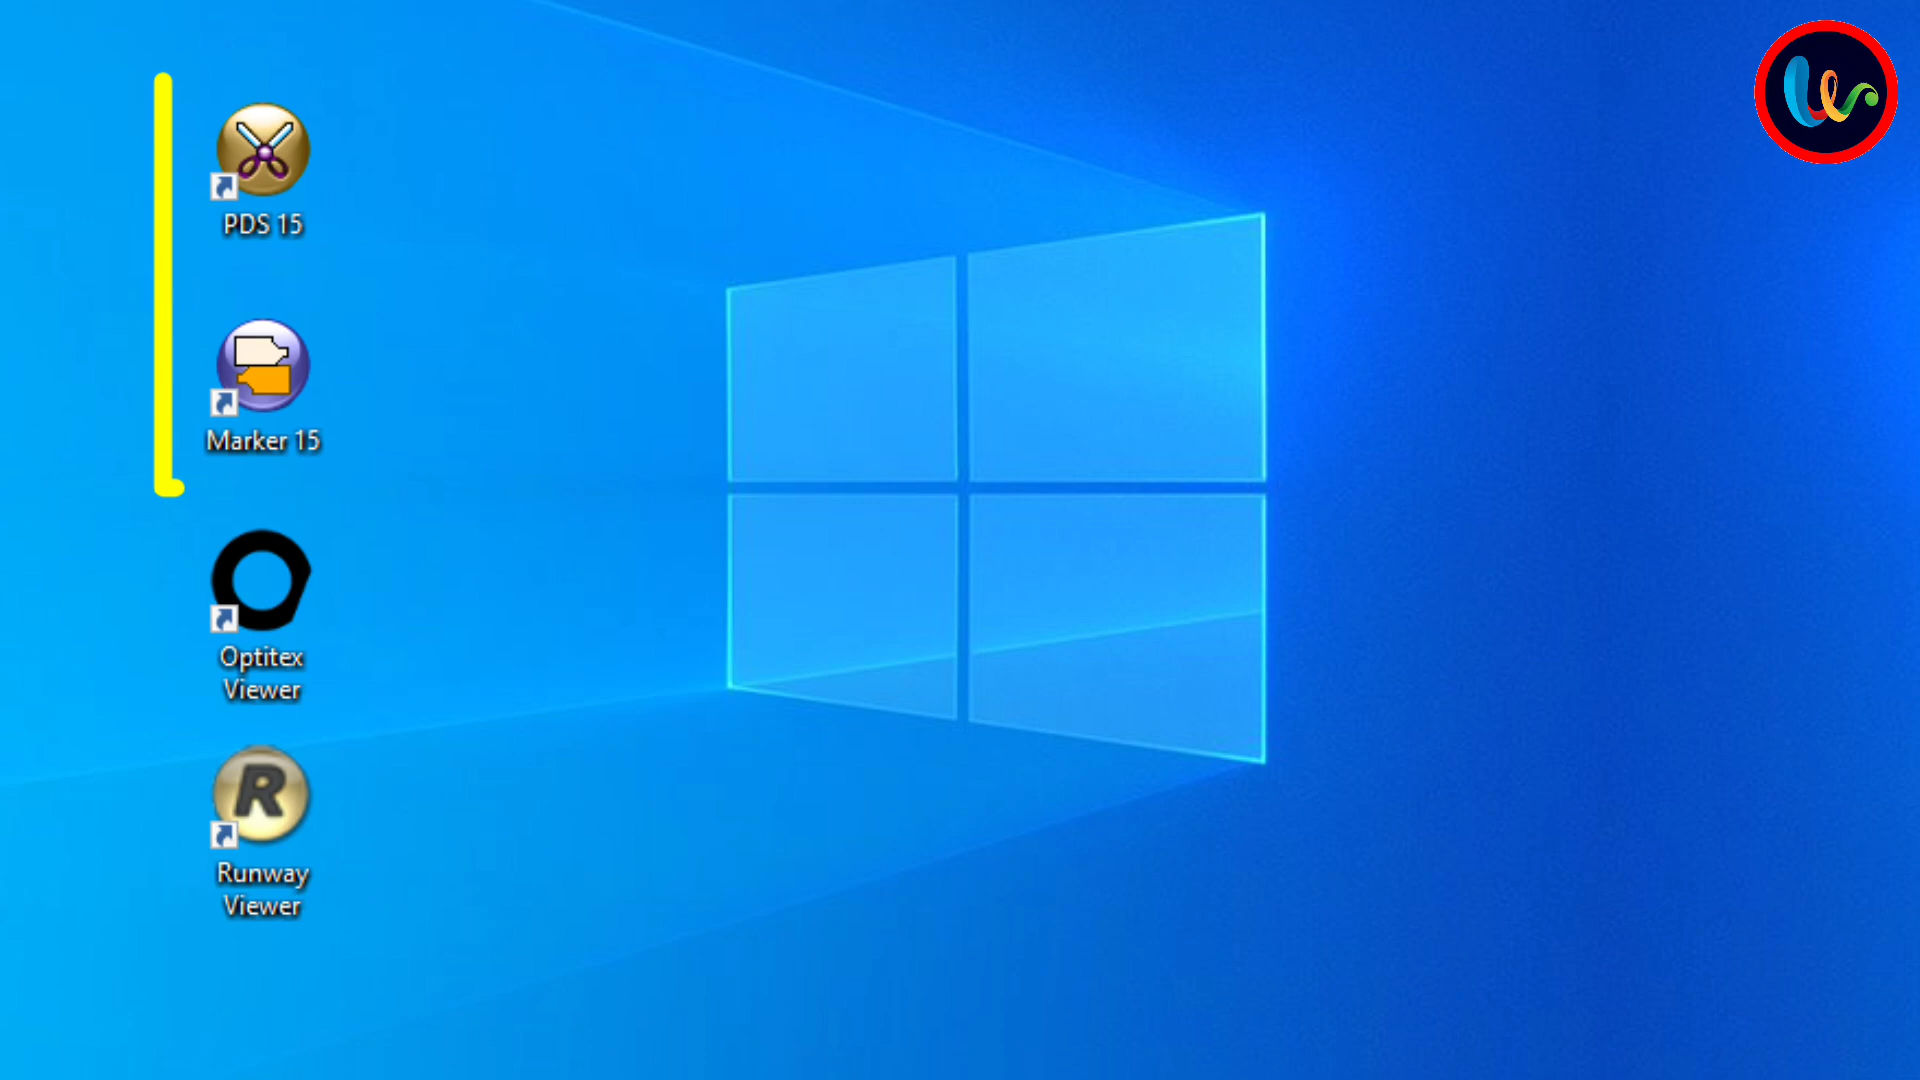 PDS 15
Marker 15
Optitex
Viewer
R
Runway
Viewer